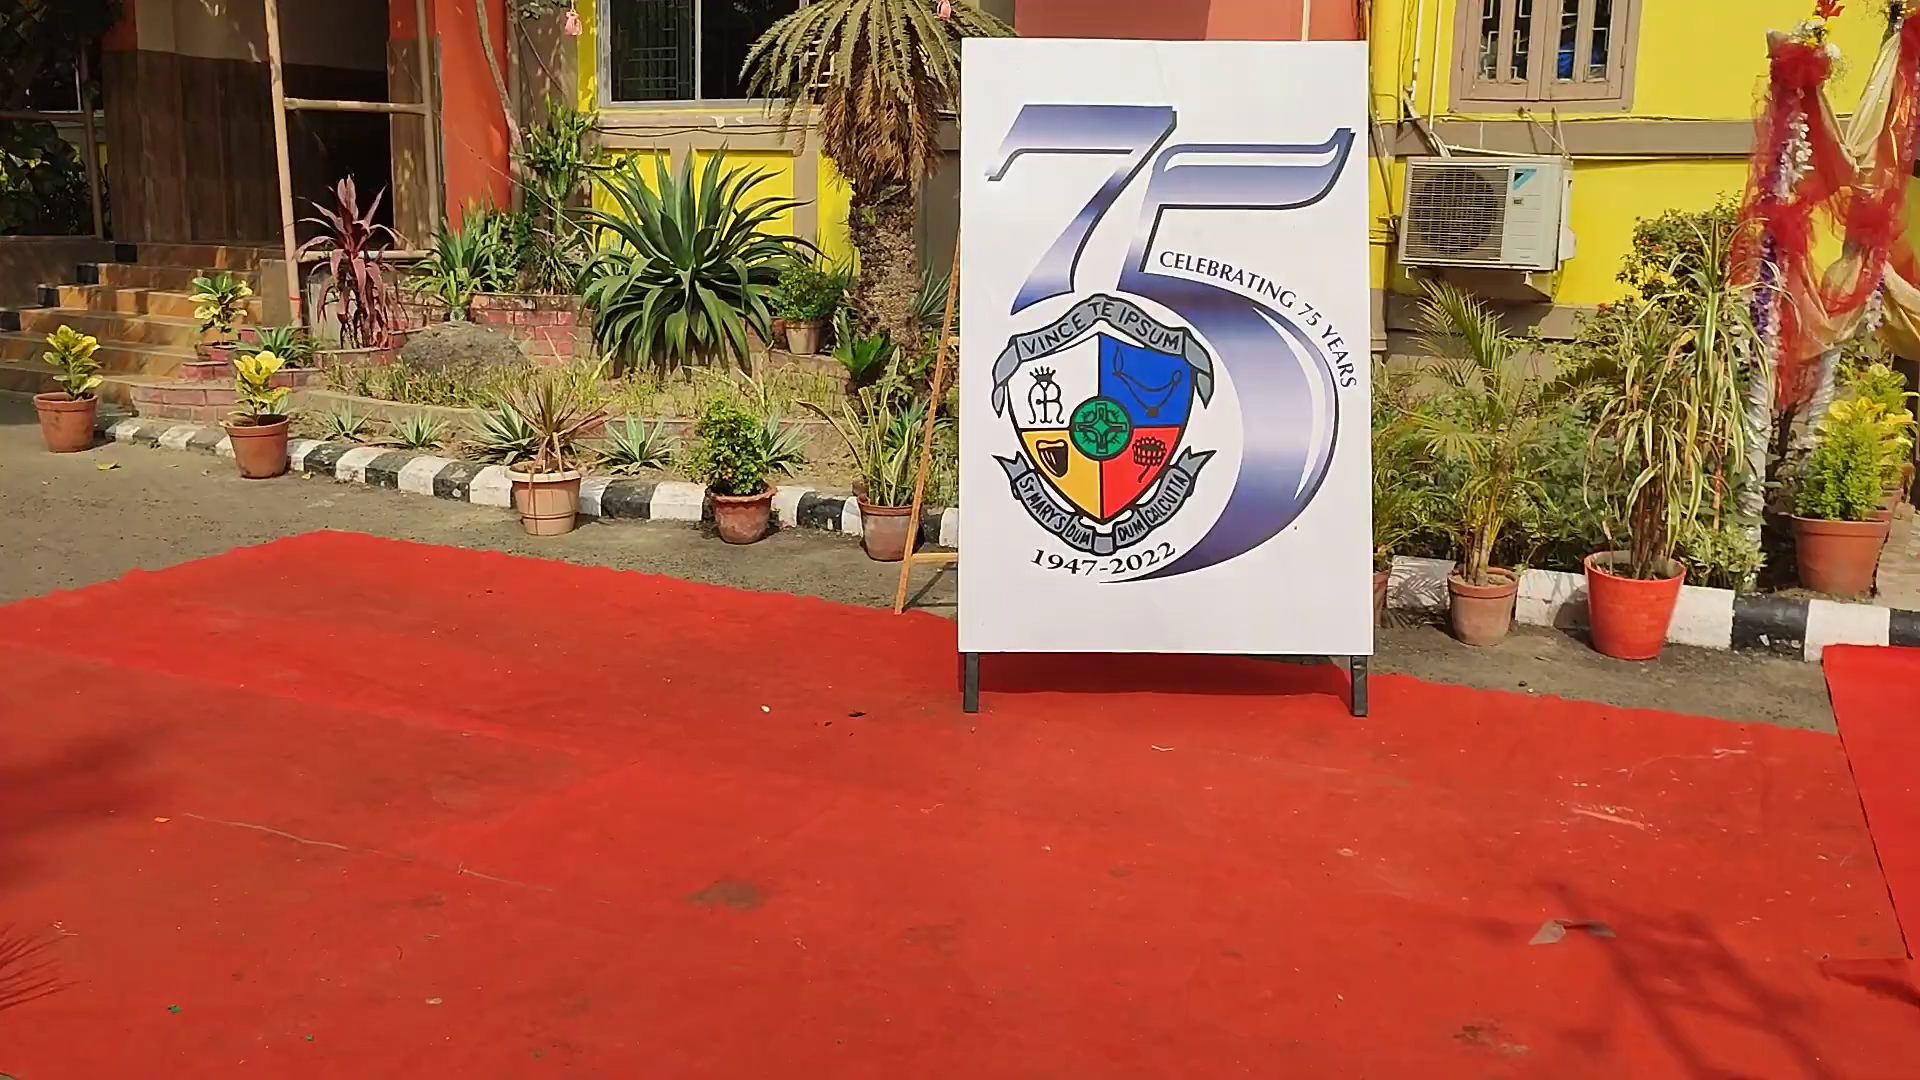 75
CELEBRATING 75 YEARS
VINCE TE IPSUM
ST. MARY'S DUM DUM CALCUTTA
1947-2022